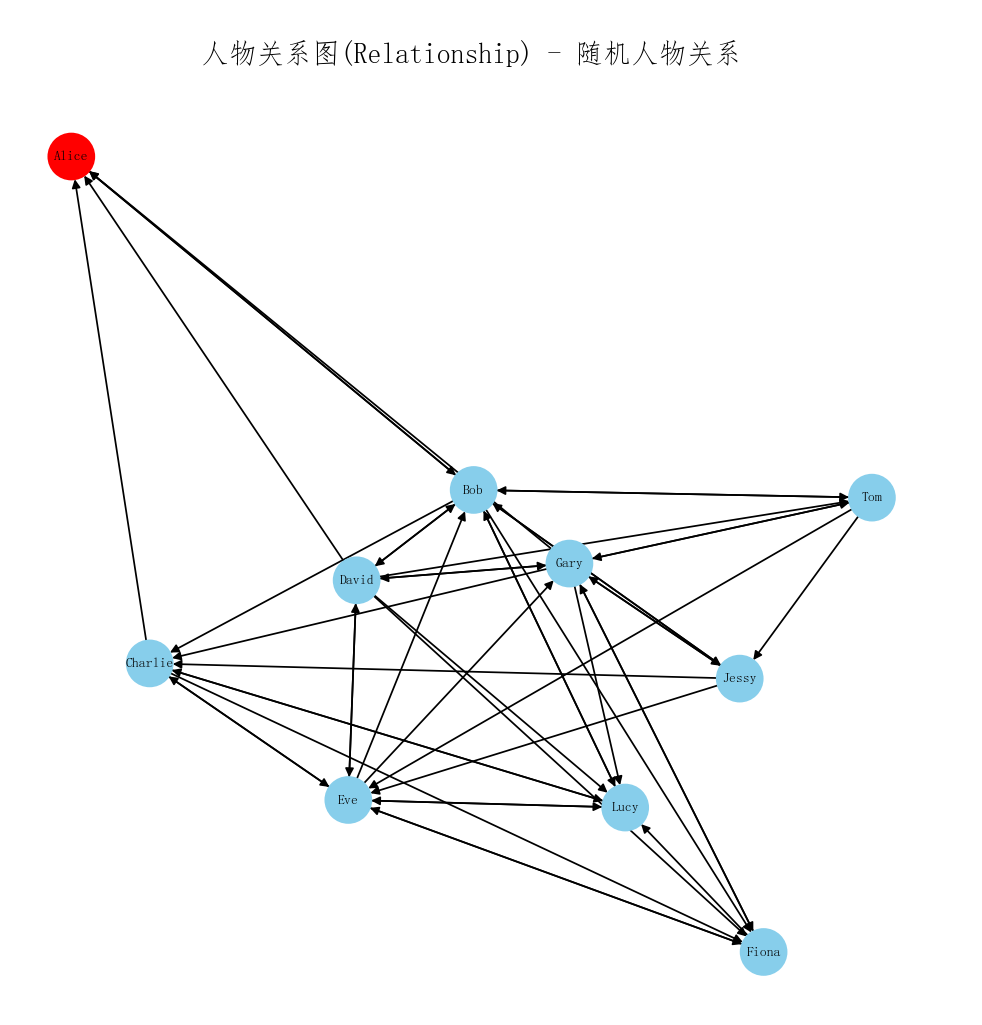 人物关系图(Relationship) - 随机人物关系
Alice
Bob
Tom
Gary
David
Charlie
Jessy
Eve
Lucy
Fiona